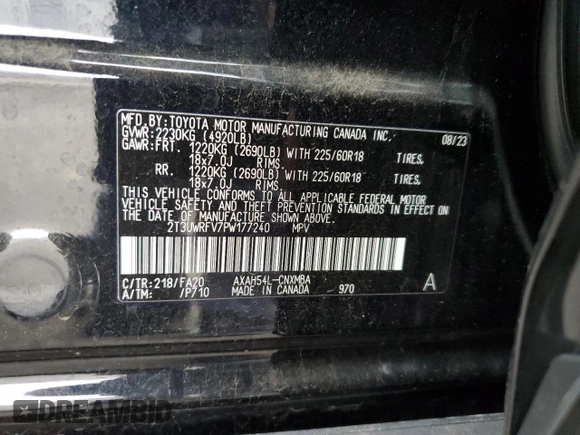 MFD.BY:TOYOTA MOTOR MANUFACTURING CANADA INC. 08/23
GVWR:2230KG (4920LB)
GAWR:FRT. 1220KG (2690LB) WITH 225/60R18 TIRES,
18x7.0J RIMS
RR. 1220KG (2690LB) WITH 225/60R18 TIRES,
18x7.0J RIMS
THIS VEHICLE CONFORMS TO ALL APPLICABLE FEDERAL MOTOR
VEHICLE SAFETY AND THEFT PREVENTION STANDARDS IN EFFECT ON
THE DATE OF MANUFACTURE SHOWN ABOVE.
2T3UWRFV7PW177240 MPV
C/TR:218/FA20 AXAH54L-CNXMBA A
A/TM: /P710 MADE IN CANADA 970
DREAMBID